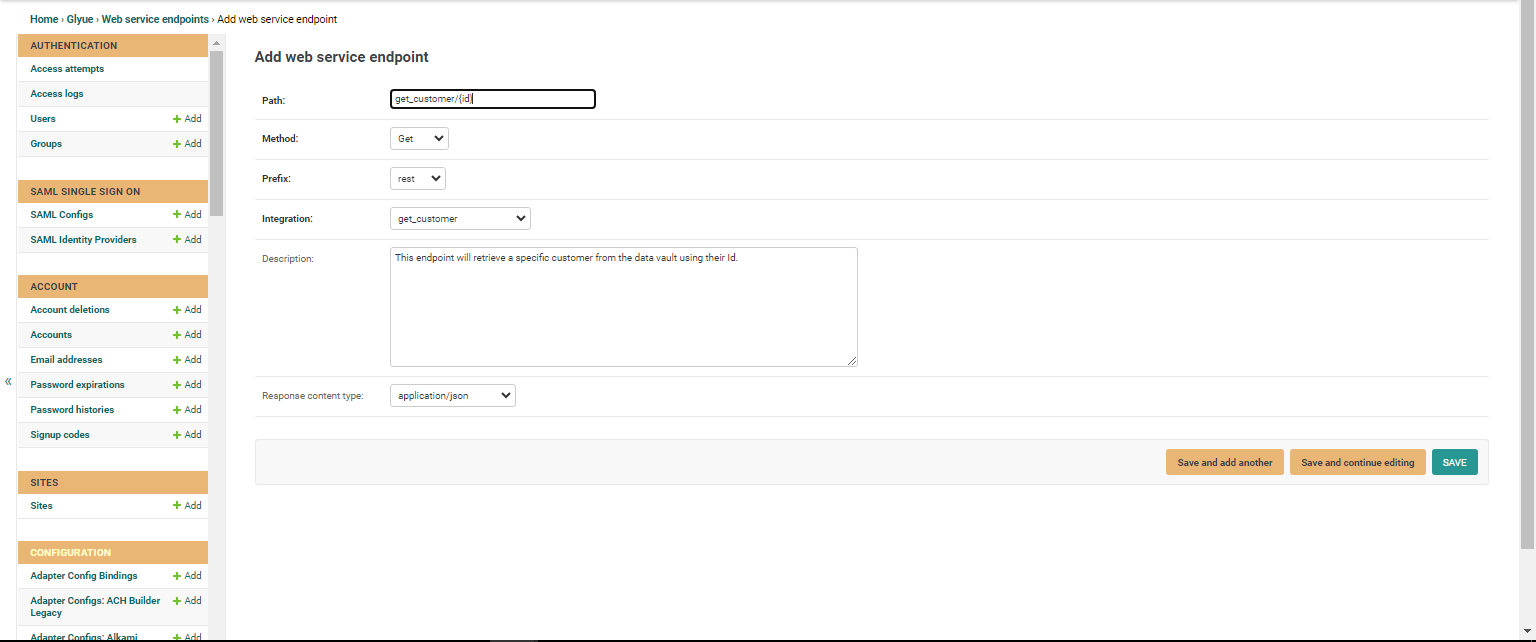 Home › Glyue › Web service endpoints › Add web service endpoint
AUTHENTICATION
Access attempts
Access logs
Users + Add
Groups + Add
SAML SINGLE SIGN ON
SAML Configs + Add
SAML Identity Providers + Add
ACCOUNT
Account deletions + Add
Accounts + Add
Email addresses + Add
Password expirations + Add
Password histories + Add
Signup codes + Add
SITES
Sites + Add
CONFIGURATION
Adapter Config Bindings + Add
Adapter Configs: ACH Builder + Add
Legacy
Adapter Configs: Alkami + Add
«
Add web service endpoint
Path: get_customer/{id}
Method: Get
Prefix: rest
Integration: get_customer
Description: This endpoint will retrieve a specific customer from the data vault using their Id.
Response content type: application/json
Save and add another Save and continue editing SAVE